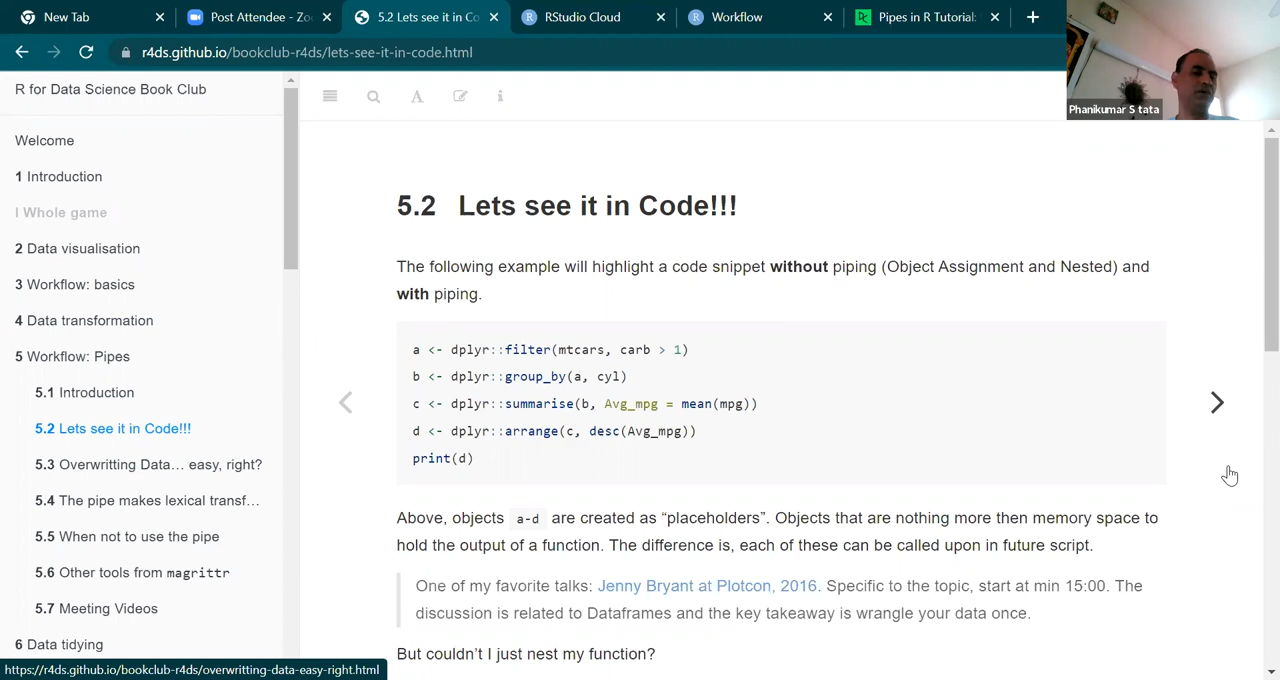 New Tab
Post Attendee - Zo
5.2 Lets see it in Co
RStudio Cloud
Workflow
Pipes in R Tutorial:
r4ds.github.io/bookclub-r4ds/lets-see-it-in-code.html
Phanikumar S tata
R for Data Science Book Club
Welcome
1 Introduction
I Whole game
2 Data visualisation
3 Workflow: basics
4 Data transformation
5 Workflow: Pipes
5.1 Introduction
5.2 Lets see it in Code!!!
5.3 Overwritting Data… easy, right?
5.4 The pipe makes lexical transf…
5.5 When not to use the pipe
5.6 Other tools from magrittr
5.7 Meeting Videos
6 Data tidying
https://r4ds.github.io/bookclub-r4ds/overwritting-data-easy-right.html
5.2 Lets see it in Code!!!
The following example will highlight a code snippet without piping (Object Assignment and Nested) and
with piping.
a <- dplyr::filter(mtcars, carb > 1)
b <- dplyr::group_by(a, cyl)
c <- dplyr::summarise(b, Avg_mpg = mean(mpg))
d <- dplyr::arrange(c, desc(Avg_mpg))
print(d)
Above, objects a-d are created as “placeholders”. Objects that are nothing more then memory space to
hold the output of a function. The difference is, each of these can be called upon in future script.
One of my favorite talks: Jenny Bryant at Plotcon, 2016. Specific to the topic, start at min 15:00. The
discussion is related to Dataframes and the key takeaway is wrangle your data once.
But couldn’t I just nest my function?